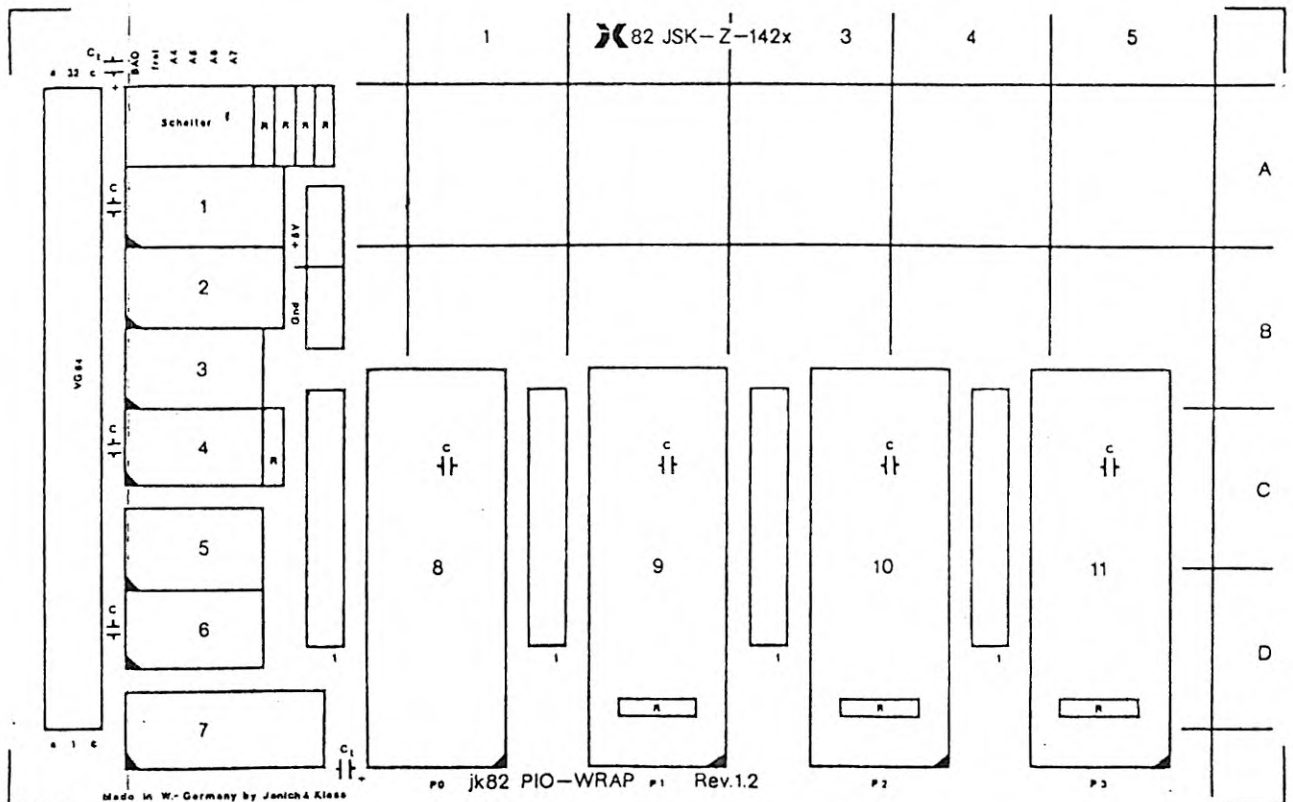 1 82 JSK-Z-142x 3 4 5
C₁
a 32 c
BAO
frei
A4
A5
A6
A7
+
Schalter
R R R R
A
C
1
+5V
2
Gnd
B
VG64
3
C
4
R
C C C C
C
5
8 9 10 11
C
6
D
1 1 1 1
R R R
7
a 1 c
C₁
+
P0 jk82 PIO-WRAP P1 Rev.1.2 P2 P3
Made in W.-Germany by Janich & Klass